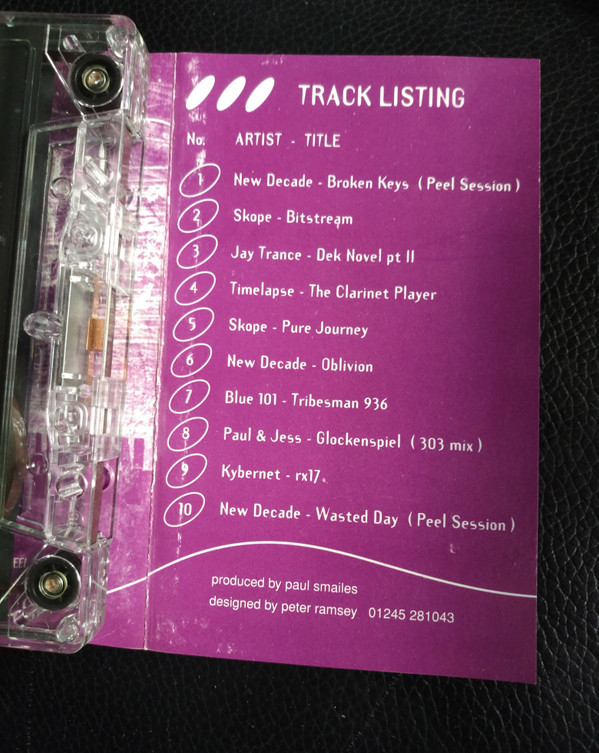 TRACK LISTING
No. ARTIST - TITLE
1 New Decade - Broken Keys ( Peel Session )
2 Skope - Bitstream
3 Jay Trance - Dek Novel pt II
4 Timelapse - The Clarinet Player
5 Skope - Pure Journey
6 New Decade - Oblivion
7 Blue 101 - Tribesman 936
8 Paul & Jess - Glockenspiel ( 303 mix )
9 Kybernet - rx17.
10 New Decade - Wasted Day ( Peel Session )
produced by paul smailes
designed by peter ramsey 01245 281043